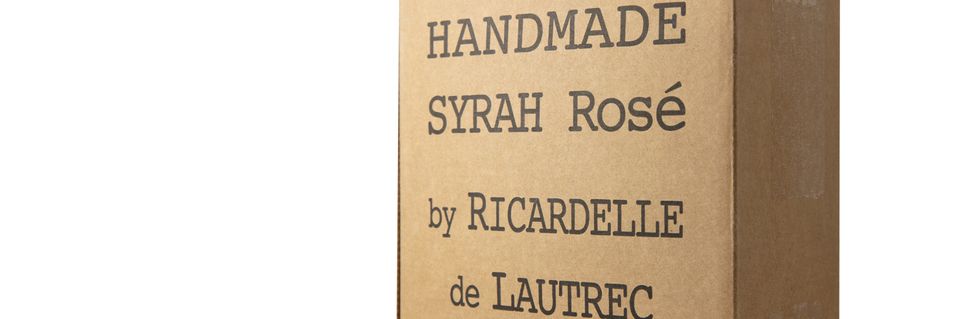 HANDMADE
SYRAH Rosé
by RICARDELLE
de LAUTREC